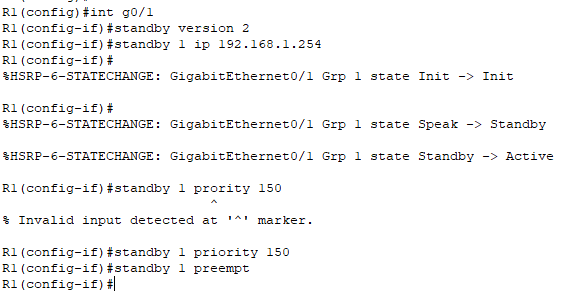 R1(config)#int g0/1
R1(config-if)#standby version 2
R1(config-if)#standby 1 ip 192.168.1.254
R1(config-if)#
%HSRP-6-STATECHANGE: GigabitEthernet0/1 Grp 1 state Init -> Init
R1(config-if)#
%HSRP-6-STATECHANGE: GigabitEthernet0/1 Grp 1 state Speak -> Standby
%HSRP-6-STATECHANGE: GigabitEthernet0/1 Grp 1 state Standby -> Active
R1(config-if)#standby 1 prority 150
^
% Invalid input detected at '^' marker.
R1(config-if)#standby 1 priority 150
R1(config-if)#standby 1 preempt
R1(config-if)#